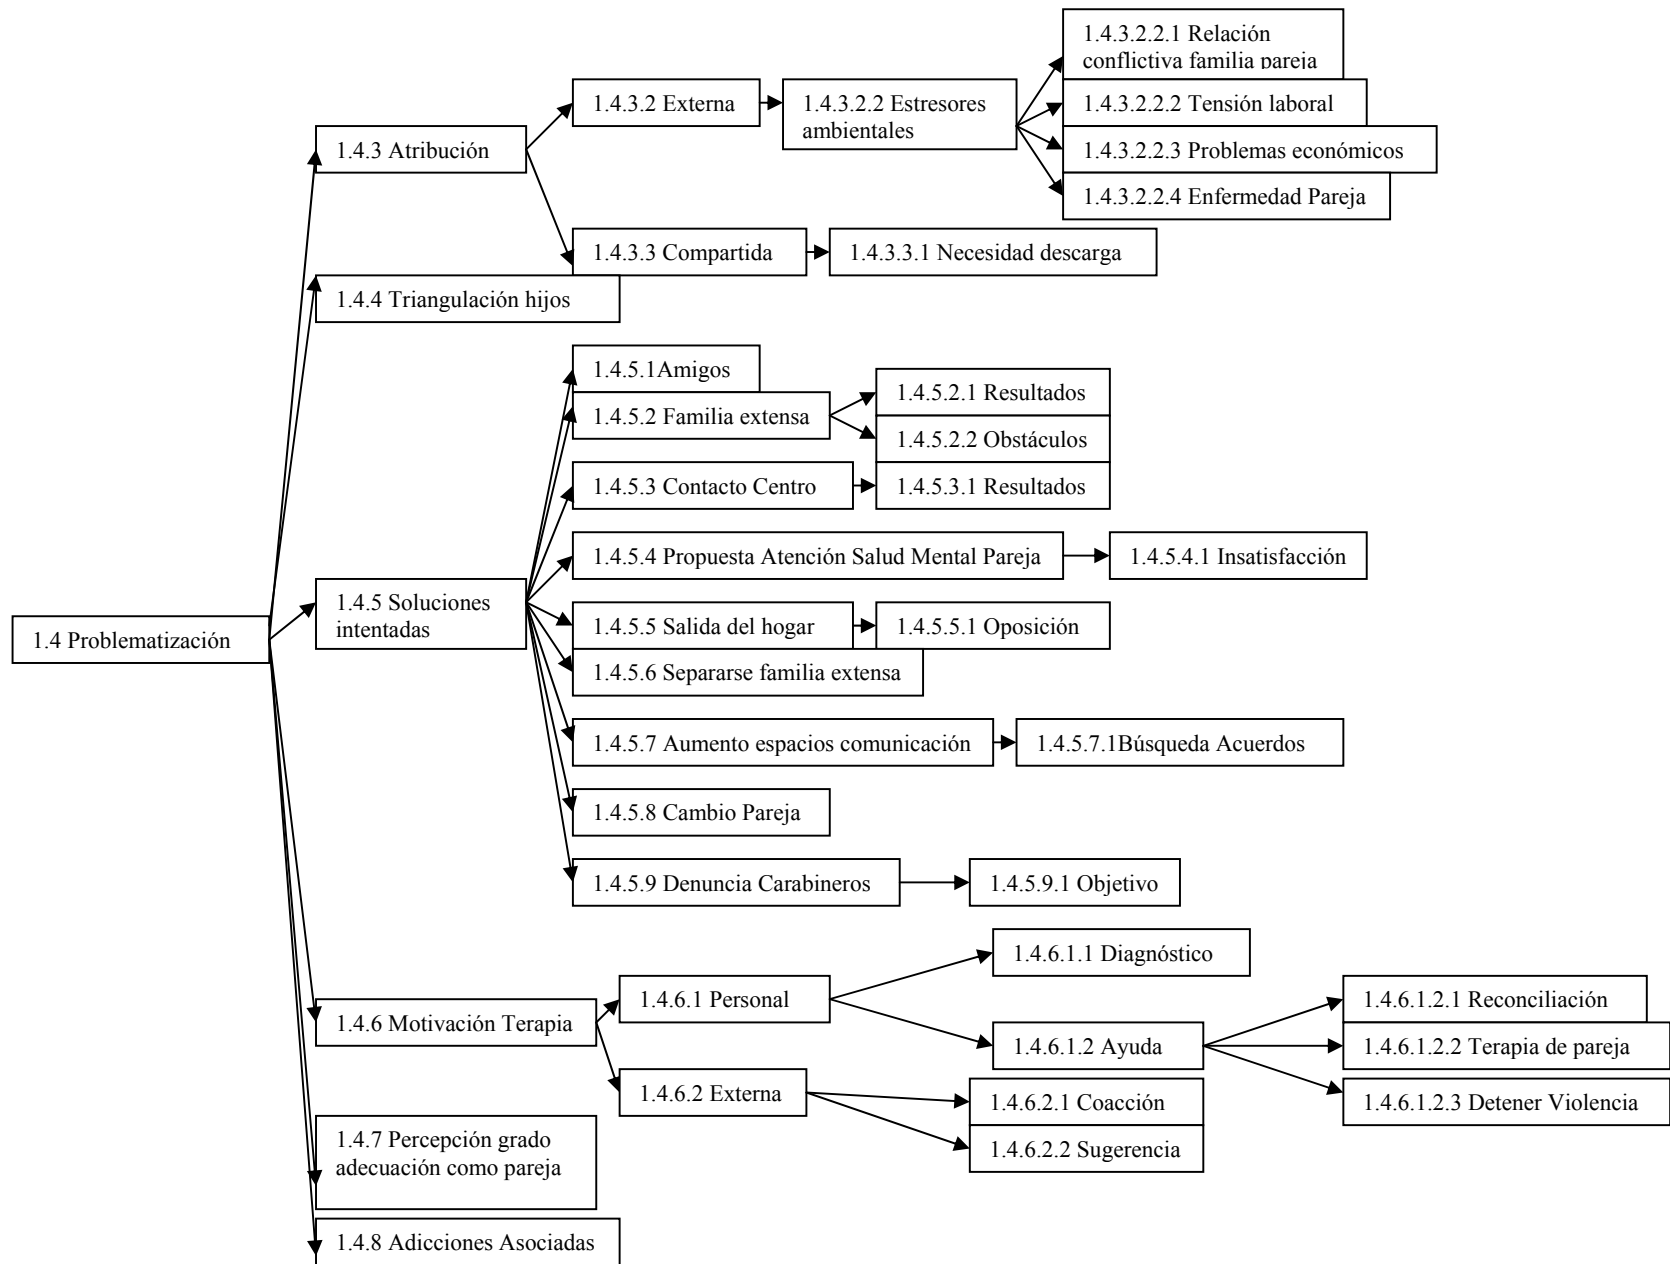 1.4 Problematización
1.4.3 Atribución
1.4.3.2 Externa
1.4.3.2.2 Estresores
ambientales
1.4.3.2.2.1 Relación
conflictiva familia pareja
1.4.3.2.2.2 Tensión laboral
1.4.3.2.2.3 Problemas económicos
1.4.3.2.2.4 Enfermedad Pareja
1.4.3.3 Compartida
1.4.3.3.1 Necesidad descarga
1.4.4 Triangulación hijos
1.4.5 Soluciones
intentadas
1.4.5.1Amigos
1.4.5.2 Familia extensa
1.4.5.2.1 Resultados
1.4.5.2.2 Obstáculos
1.4.5.3 Contacto Centro
1.4.5.3.1 Resultados
1.4.5.4 Propuesta Atención Salud Mental Pareja
1.4.5.4.1 Insatisfacción
1.4.5.5 Salida del hogar
1.4.5.5.1 Oposición
1.4.5.6 Separarse familia extensa
1.4.5.7 Aumento espacios comunicación
1.4.5.7.1Búsqueda Acuerdos
1.4.5.8 Cambio Pareja
1.4.5.9 Denuncia Carabineros
1.4.5.9.1 Objetivo
1.4.6 Motivación Terapia
1.4.6.1 Personal
1.4.6.1.1 Diagnóstico
1.4.6.1.2 Ayuda
1.4.6.1.2.1 Reconciliación
1.4.6.1.2.2 Terapia de pareja
1.4.6.1.2.3 Detener Violencia
1.4.6.2 Externa
1.4.6.2.1 Coacción
1.4.6.2.2 Sugerencia
1.4.7 Percepción grado
adecuación como pareja
1.4.8 Adicciones Asociadas